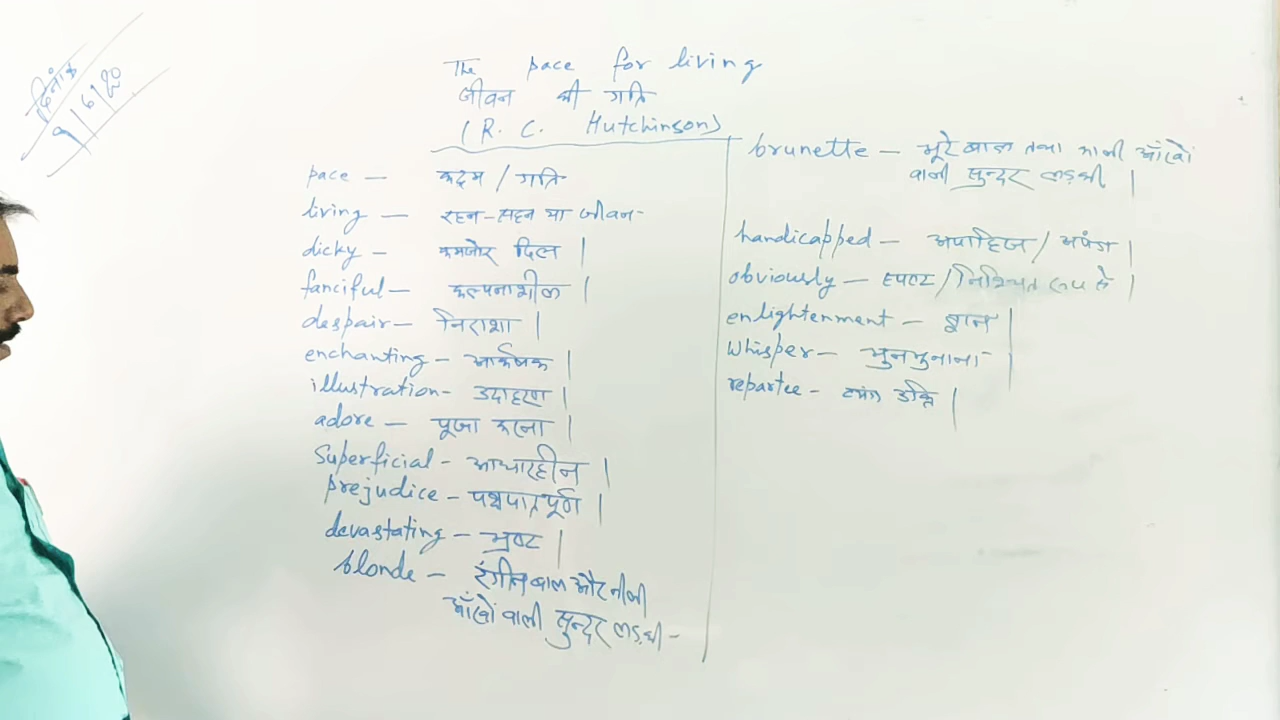 दिनांक
9/6/20
The pace for living
जीवन की गति
(R. C. Hutchinson)
pace — कदम / गति
living — रहन-सहन या जीवन
dicky — कमजोर दिल |
fanciful — कल्पनाशील |
despair — निराशा |
enchanting — आकर्षक |
illustration - उदाहरण |
adore — पूजा करना |
Superficial - आधारहीन |
prejudice - पक्षपातपूर्ण |
devastating - भ्रष्ट |
blonde - रंगीन बाल और नीली
आँखों वाली सुन्दर लड़की -
brunette — भूरे बाल तथा काली आँखों
वाली सुन्दर लड़की |
handicapped - अपाहिज / अपंग |
obviously — स्पष्ट / निश्चित रूप से |
enlightenment - ज्ञान |
Whisper - भुनभुनाना
repartee - व्यंग उक्ति |